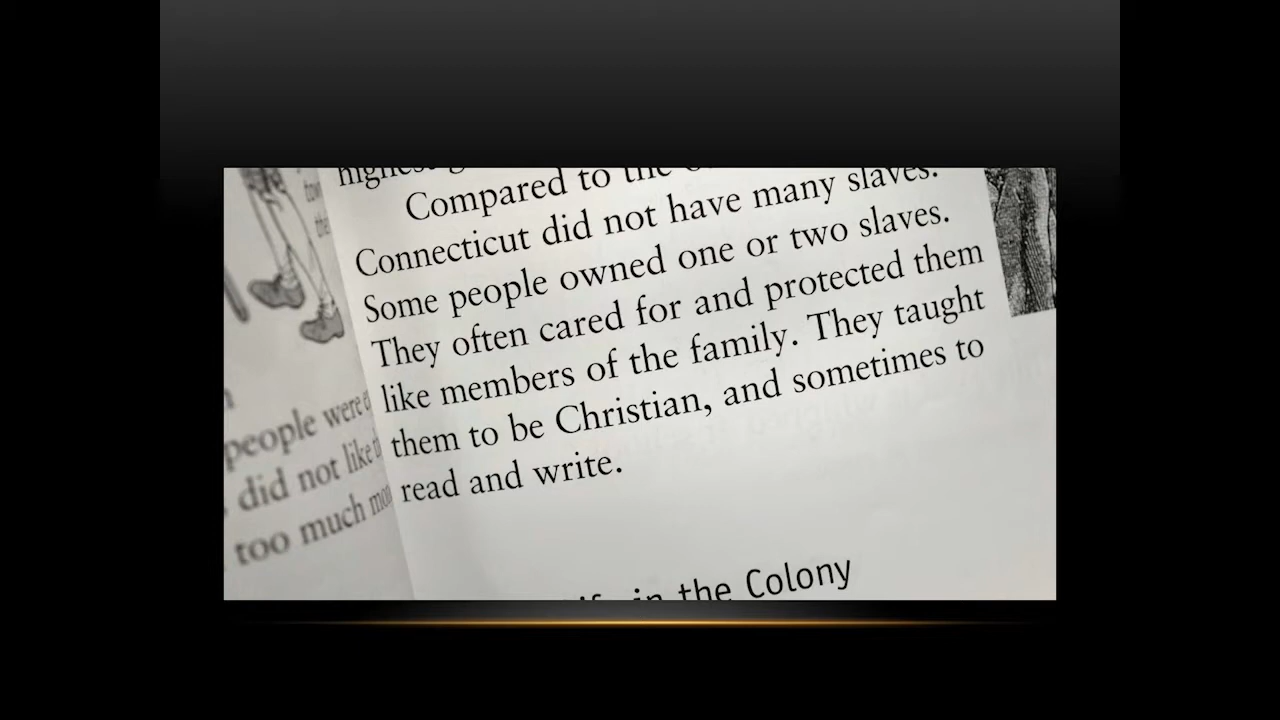 Compared to the
Connecticut did not have many slaves.
Some people owned one or two slaves.
They often cared for and protected them
like members of the family. They taught
them to be Christian, and sometimes to
read and write.
in the Colony
people were
did not like
too much